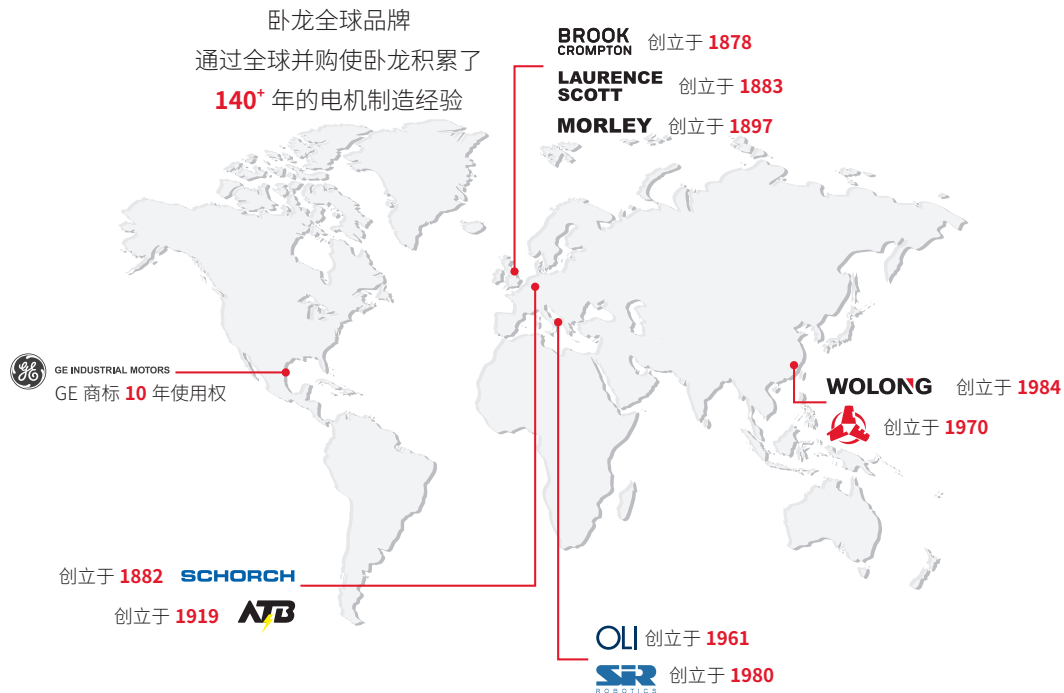 卧龙全球品牌
通过全球并购使卧龙积累了
140+ 年的电机制造经验
BROOK
CROMPTON
创立于 1878
LAURENCE
SCOTT
创立于 1883
MORLEY 创立于 1897
GE INDUSTRIAL MOTORS
GE 商标 10 年使用权
WOLONG 创立于 1984
创立于 1970
创立于 1882 SCHORCH
创立于 1919 ATB
OLI 创立于 1961
SIR 创立于 1980
ROBOTICS